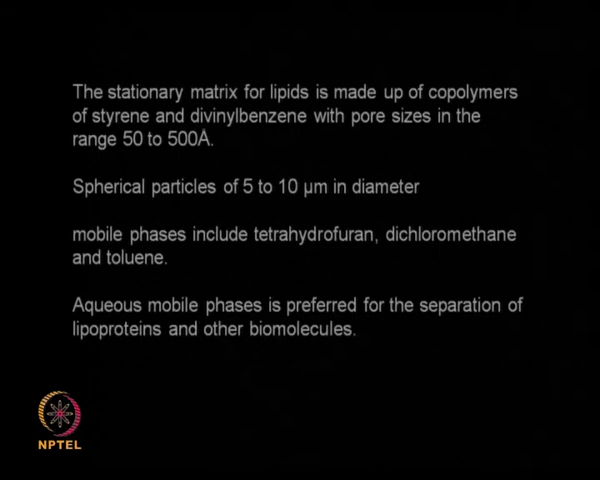 The stationary matrix for lipids is made up of copolymers
of styrene and divinylbenzene with pore sizes in the
range 50 to 500Å.
Spherical particles of 5 to 10 µm in diameter
mobile phases include tetrahydrofuran, dichloromethane
and toluene.
Aqueous mobile phases is preferred for the separation of
lipoproteins and other biomolecules.
NPTEL